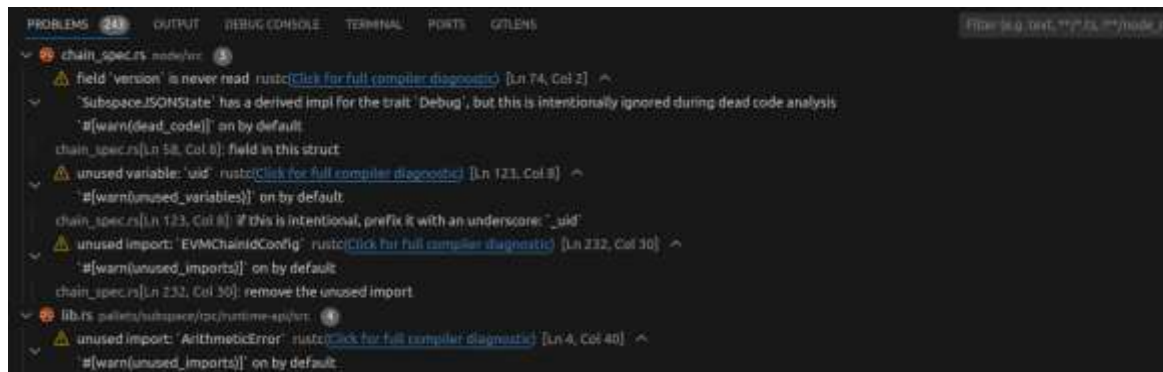 PROBLEMS 243 OUTPUT DEBUG CONSOLE TERMINAL PORTS GITLENS Filter (e.g. text, **/*.ts, !**/node_
chain_spec.rs node/src 3
field `version` is never read rustc(Click for full compiler diagnostic) [Ln 74, Col 2]
`SubspaceJSONState` has a derived impl for the trait `Debug`, but this is intentionally ignored during dead code analysis
`#[warn(dead_code)]` on by default
chain_spec.rs[Ln 58, Col 8]: field in this struct
unused variable: `uid` rustc(Click for full compiler diagnostic) [Ln 123, Col 8]
`#[warn(unused_variables)]` on by default
chain_spec.rs[Ln 123, Col 8]: if this is intentional, prefix it with an underscore: `_uid`
unused import: `EVMChainIdConfig` rustc(Click for full compiler diagnostic) [Ln 232, Col 30]
`#[warn(unused_imports)]` on by default
chain_spec.rs[Ln 232, Col 30]: remove the unused import
lib.rs pallets/subspace/rpc/runtime-api/src 4
unused import: `ArithmeticError` rustc(Click for full compiler diagnostic) [Ln 4, Col 40]
`#[warn(unused_imports)]` on by default